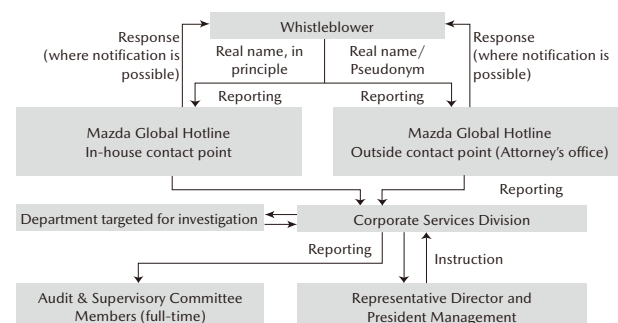 Whistleblower
Response
(where notification is
possible)
Real name, in
principle
Real name/
Pseudonym
Response
(where notification is
possible)
Reporting
Reporting
Mazda Global Hotline
In-house contact point
Mazda Global Hotline
Outside contact point (Attorney's office)
Reporting
Department targeted for investigation
Corporate Services Division
Reporting
Instruction
Audit & Supervisory Committee
Members (full-time)
Representative Director and
President Management